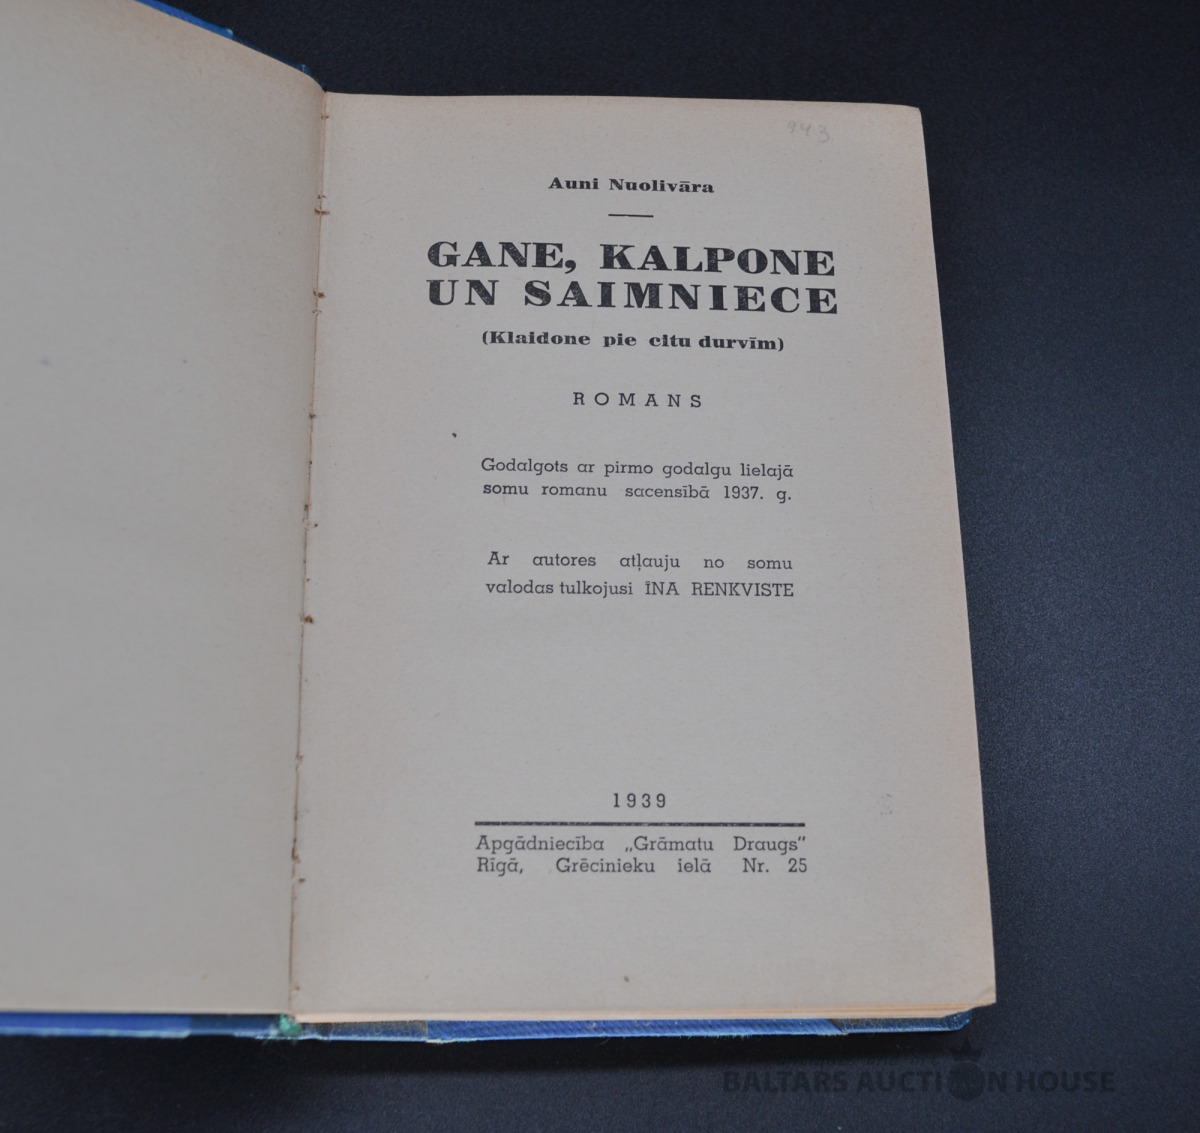 943
Auni Nuolivāra
GANE, KALPONE
UN SAIMNIECE
(Klaidone pie citu durvīm)
ROMANS
Godalgots ar pirmo godalgu lielajā
somu romanu sacensībā 1937. g.
Ar autores atļauju no somu
valodas tulkojusi ĪNA RENKVISTE
1939
Apgādniecība „Grāmatu Draugs"
Rīgā, Grēcinieku ielā Nr. 25
BALTARS AUCTION HOUSE